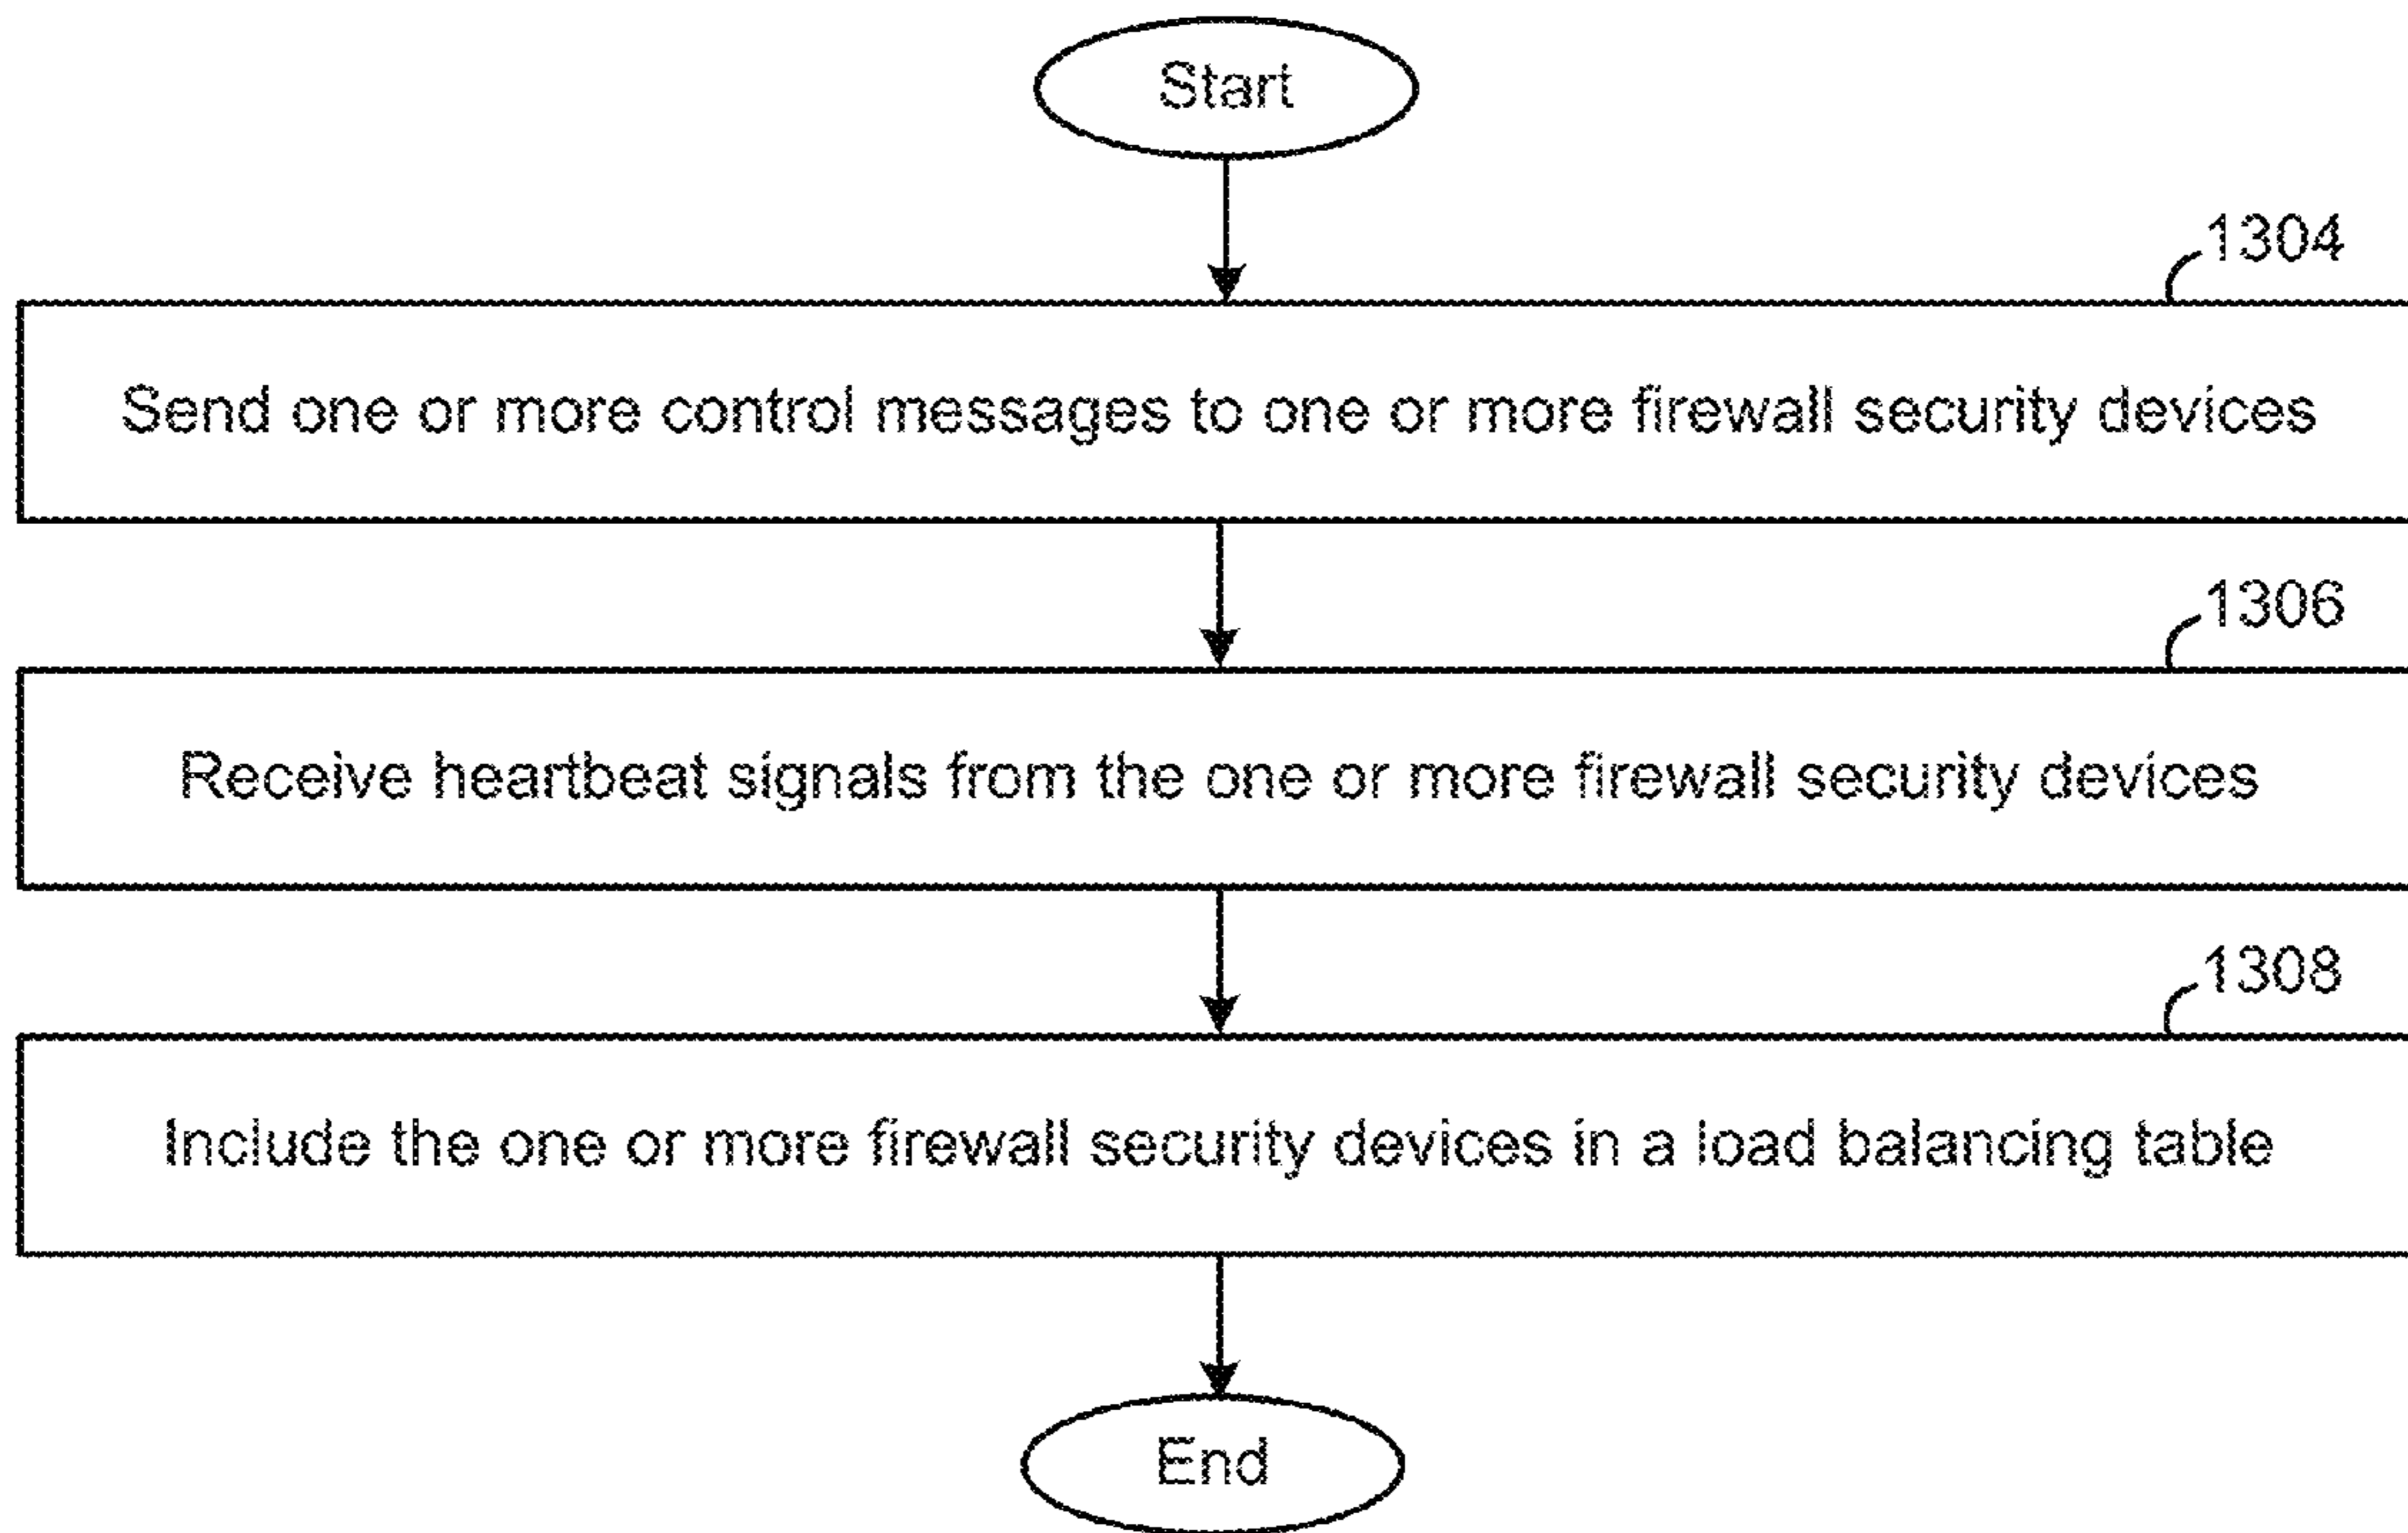 Start
1304
Send one or more control messages to one or more firewall security devices
1306
Receive heartbeat signals from the one or more firewall security devices
1308
Include the one or more firewall security devices in a load balancing table
End